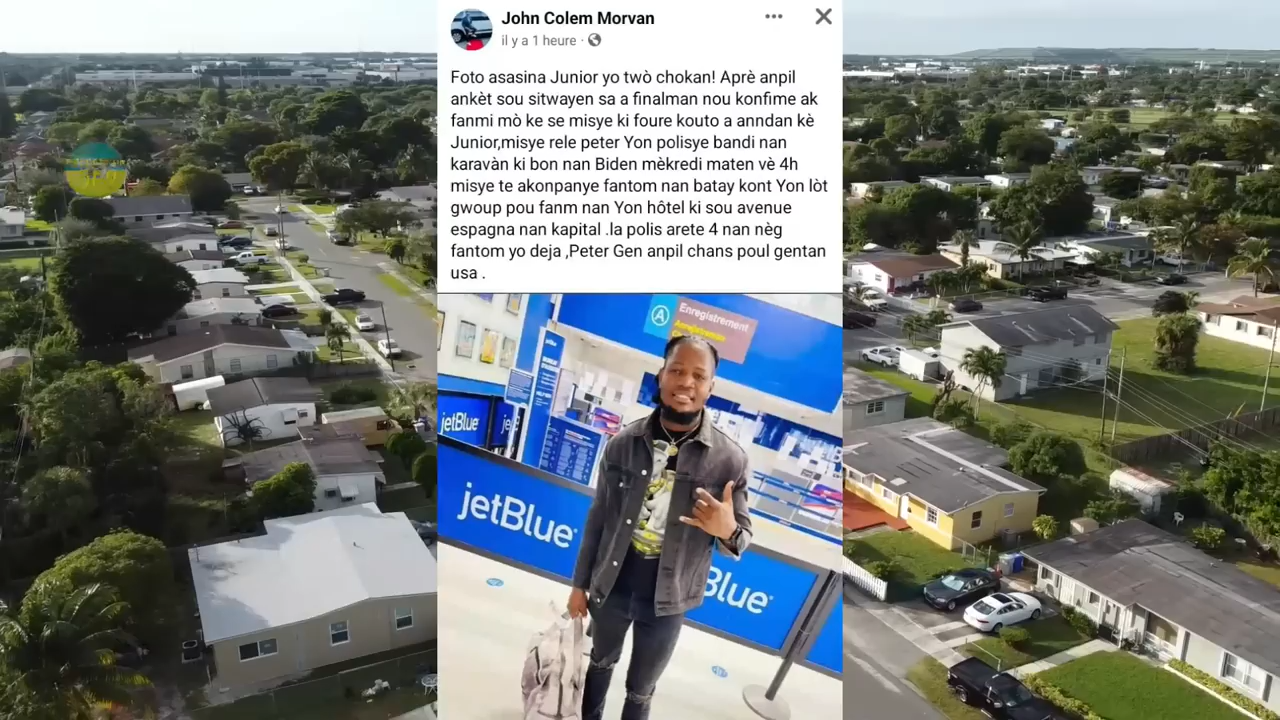 John Colem Morvan
il y a 1 heure ·
Foto asasina Junior yo twò chokan! Aprè anpil
ankèt sou sitwayen sa a finalman nou konfime ak
fanmi mò ke se misye ki foure kouto a anndan kè
Junior,misye rele peter Yon polisye bandi nan
karavàn ki bon nan Biden mèkredi maten vè 4h
misye te akonpanye fantom nan batay kont Yon lòt
gwoup pou fanm nan Yon hôtel ki sou avenue
espagna nan kapital .la polis arete 4 nan nèg
fantom yo deja ,Peter Gen anpil chans poul gentan
usa .
A
Enregistrement
jetBlue
jetBlue
Blue